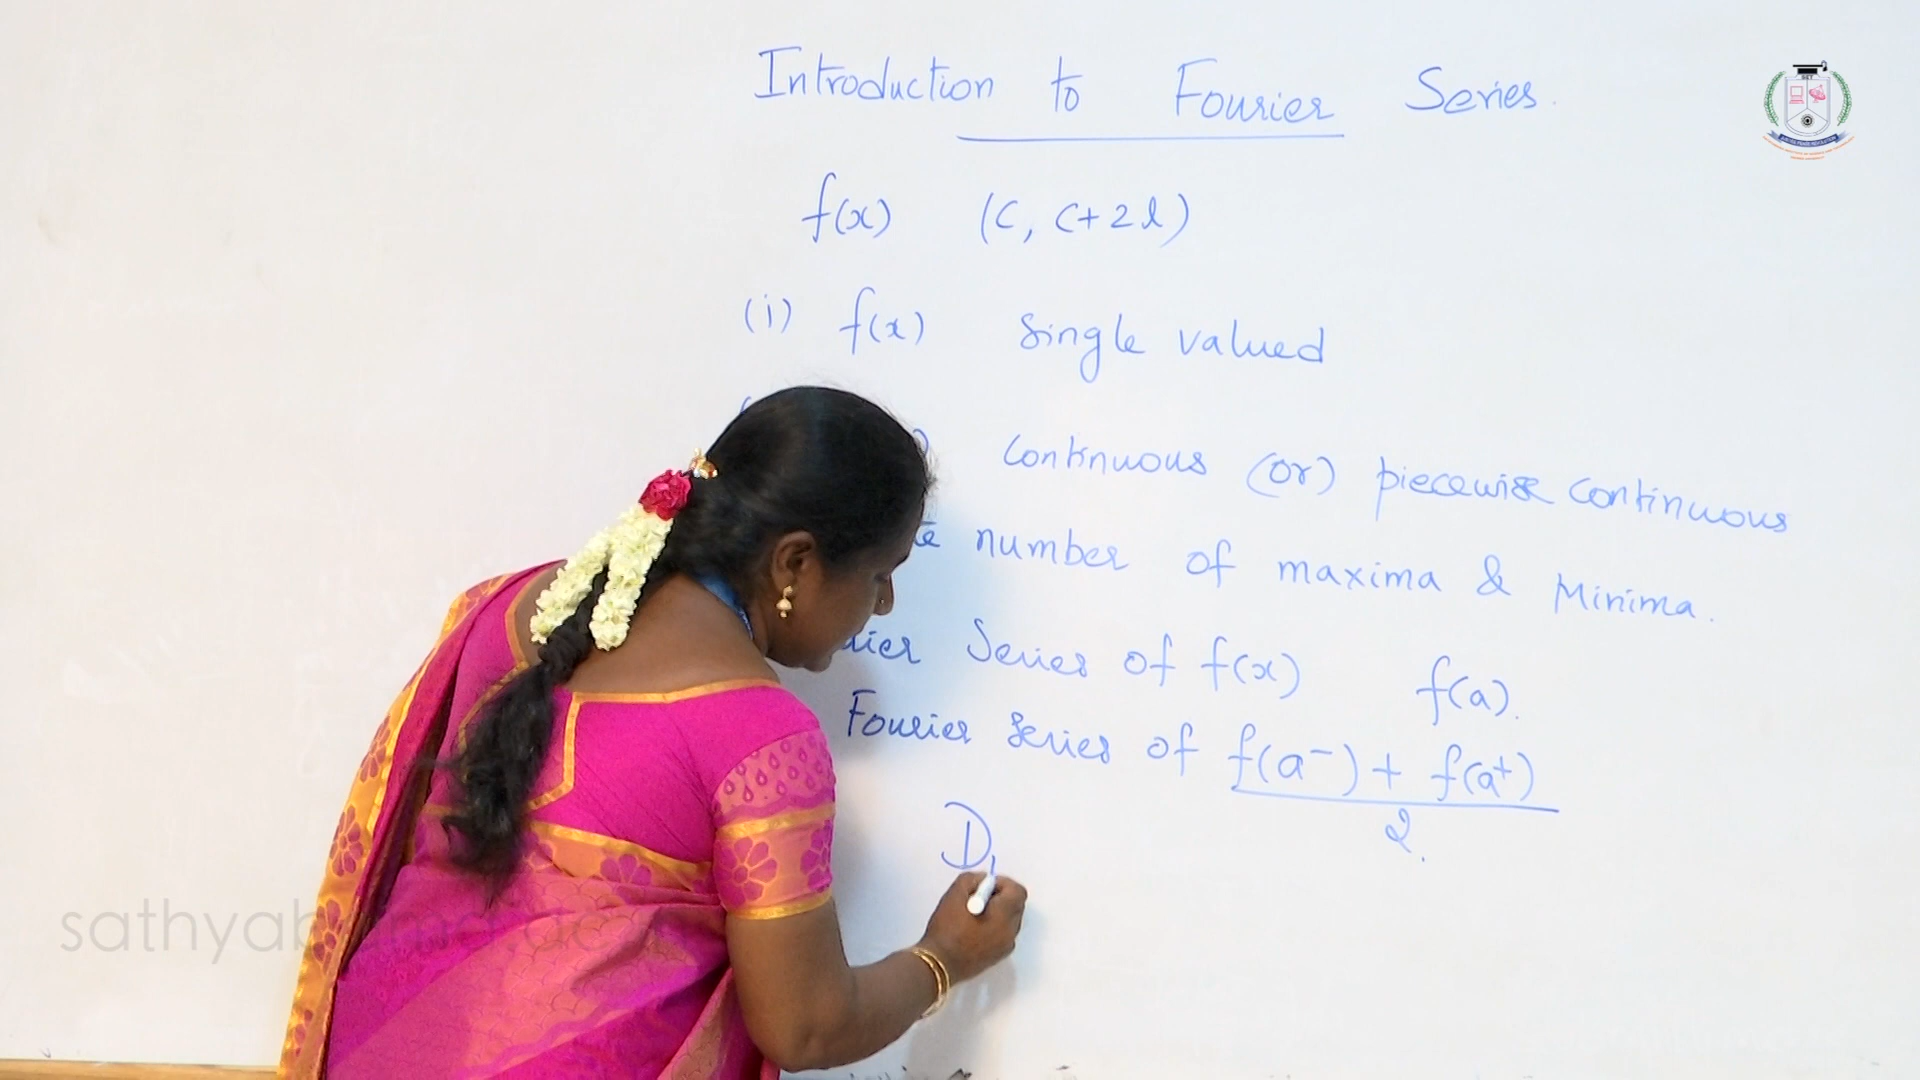 Introduction to Fourier Series.
f(x) (C, C+2l)
(i) f(x) single valued
continuous (or) piecewise continuous
number of maxima & Minima.
Series of f(x) f(a).
Fourier series of f(a⁻) + f(a⁺)
2.
D